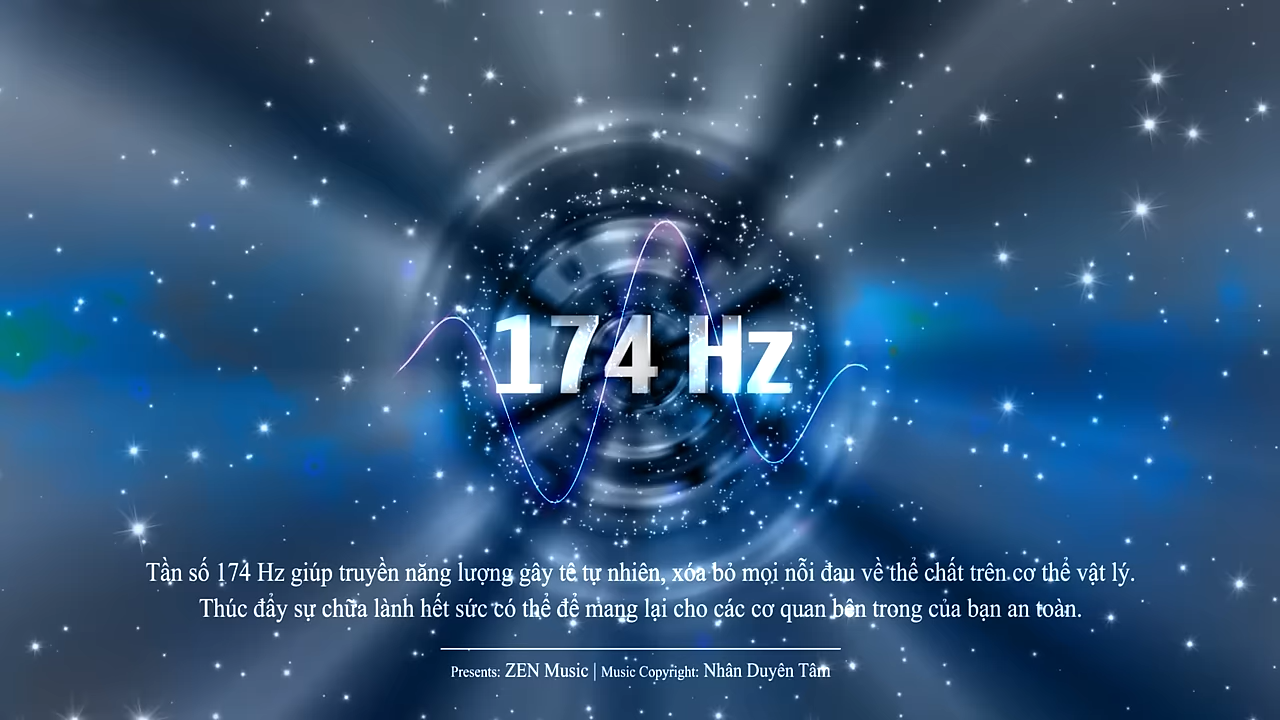 174 Hz
Tần số 174 Hz giúp truyền năng lượng gây tê tự nhiên, xóa bỏ mọi nỗi đau về thể chất trên cơ thể vật lý.
Thúc đẩy sự chữa lành hết sức có thể để mang lại cho các cơ quan bên trong của bạn an toàn.
Presents: ZEN Music | Music Copyright: Nhân Duyên Tâm